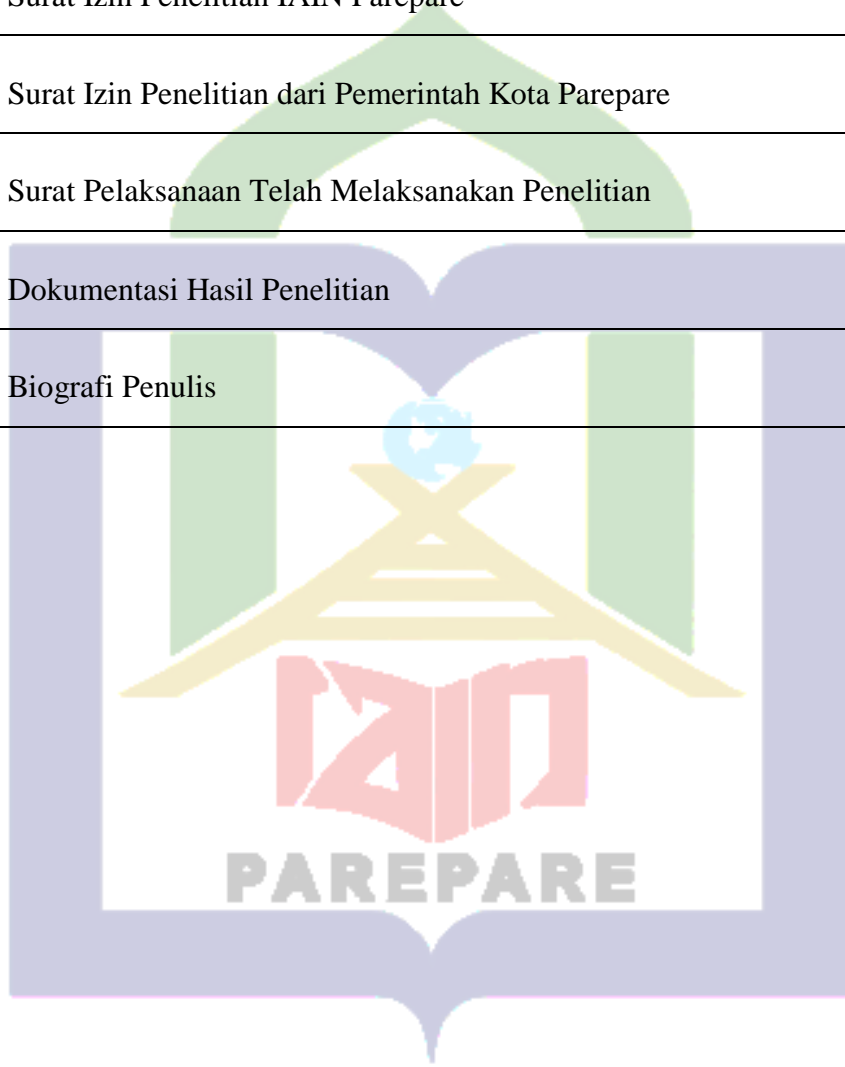 Surat Izin Penelitian IAIN Parepare
Surat Izin Penelitian dari Pemerintah Kota Parepare
Surat Pelaksanaan Telah Melaksanakan Penelitian
Dokumentasi Hasil Penelitian
Biografi Penulis
iain
PAREPARE